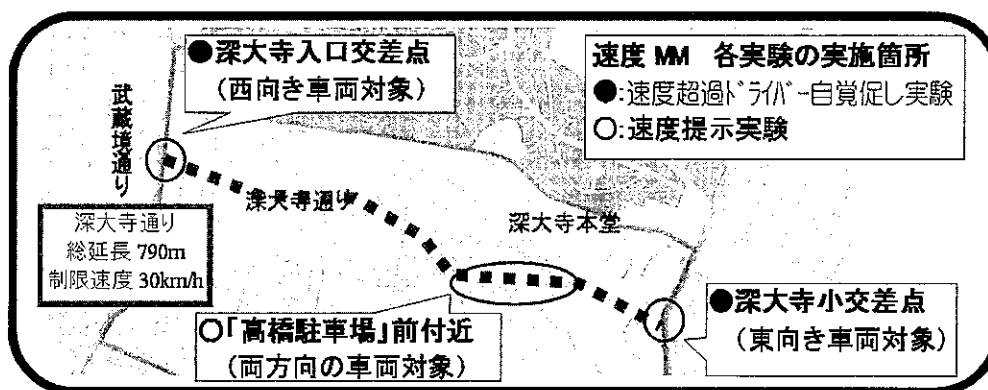 ●深大寺入口交差点
(西向き車両対象)
速度 MM 各実験の実施箇所
●:速度超過ドライバー自覚促し実験
○:速度提示実験
武蔵境通り
深大寺通り
深大寺本堂
深大寺通り
総延長 790m
制限速度 30km/h
○「高橋駐車場」前付近
(両方向の車両対象)
●深大寺小交差点
(東向き車両対象)